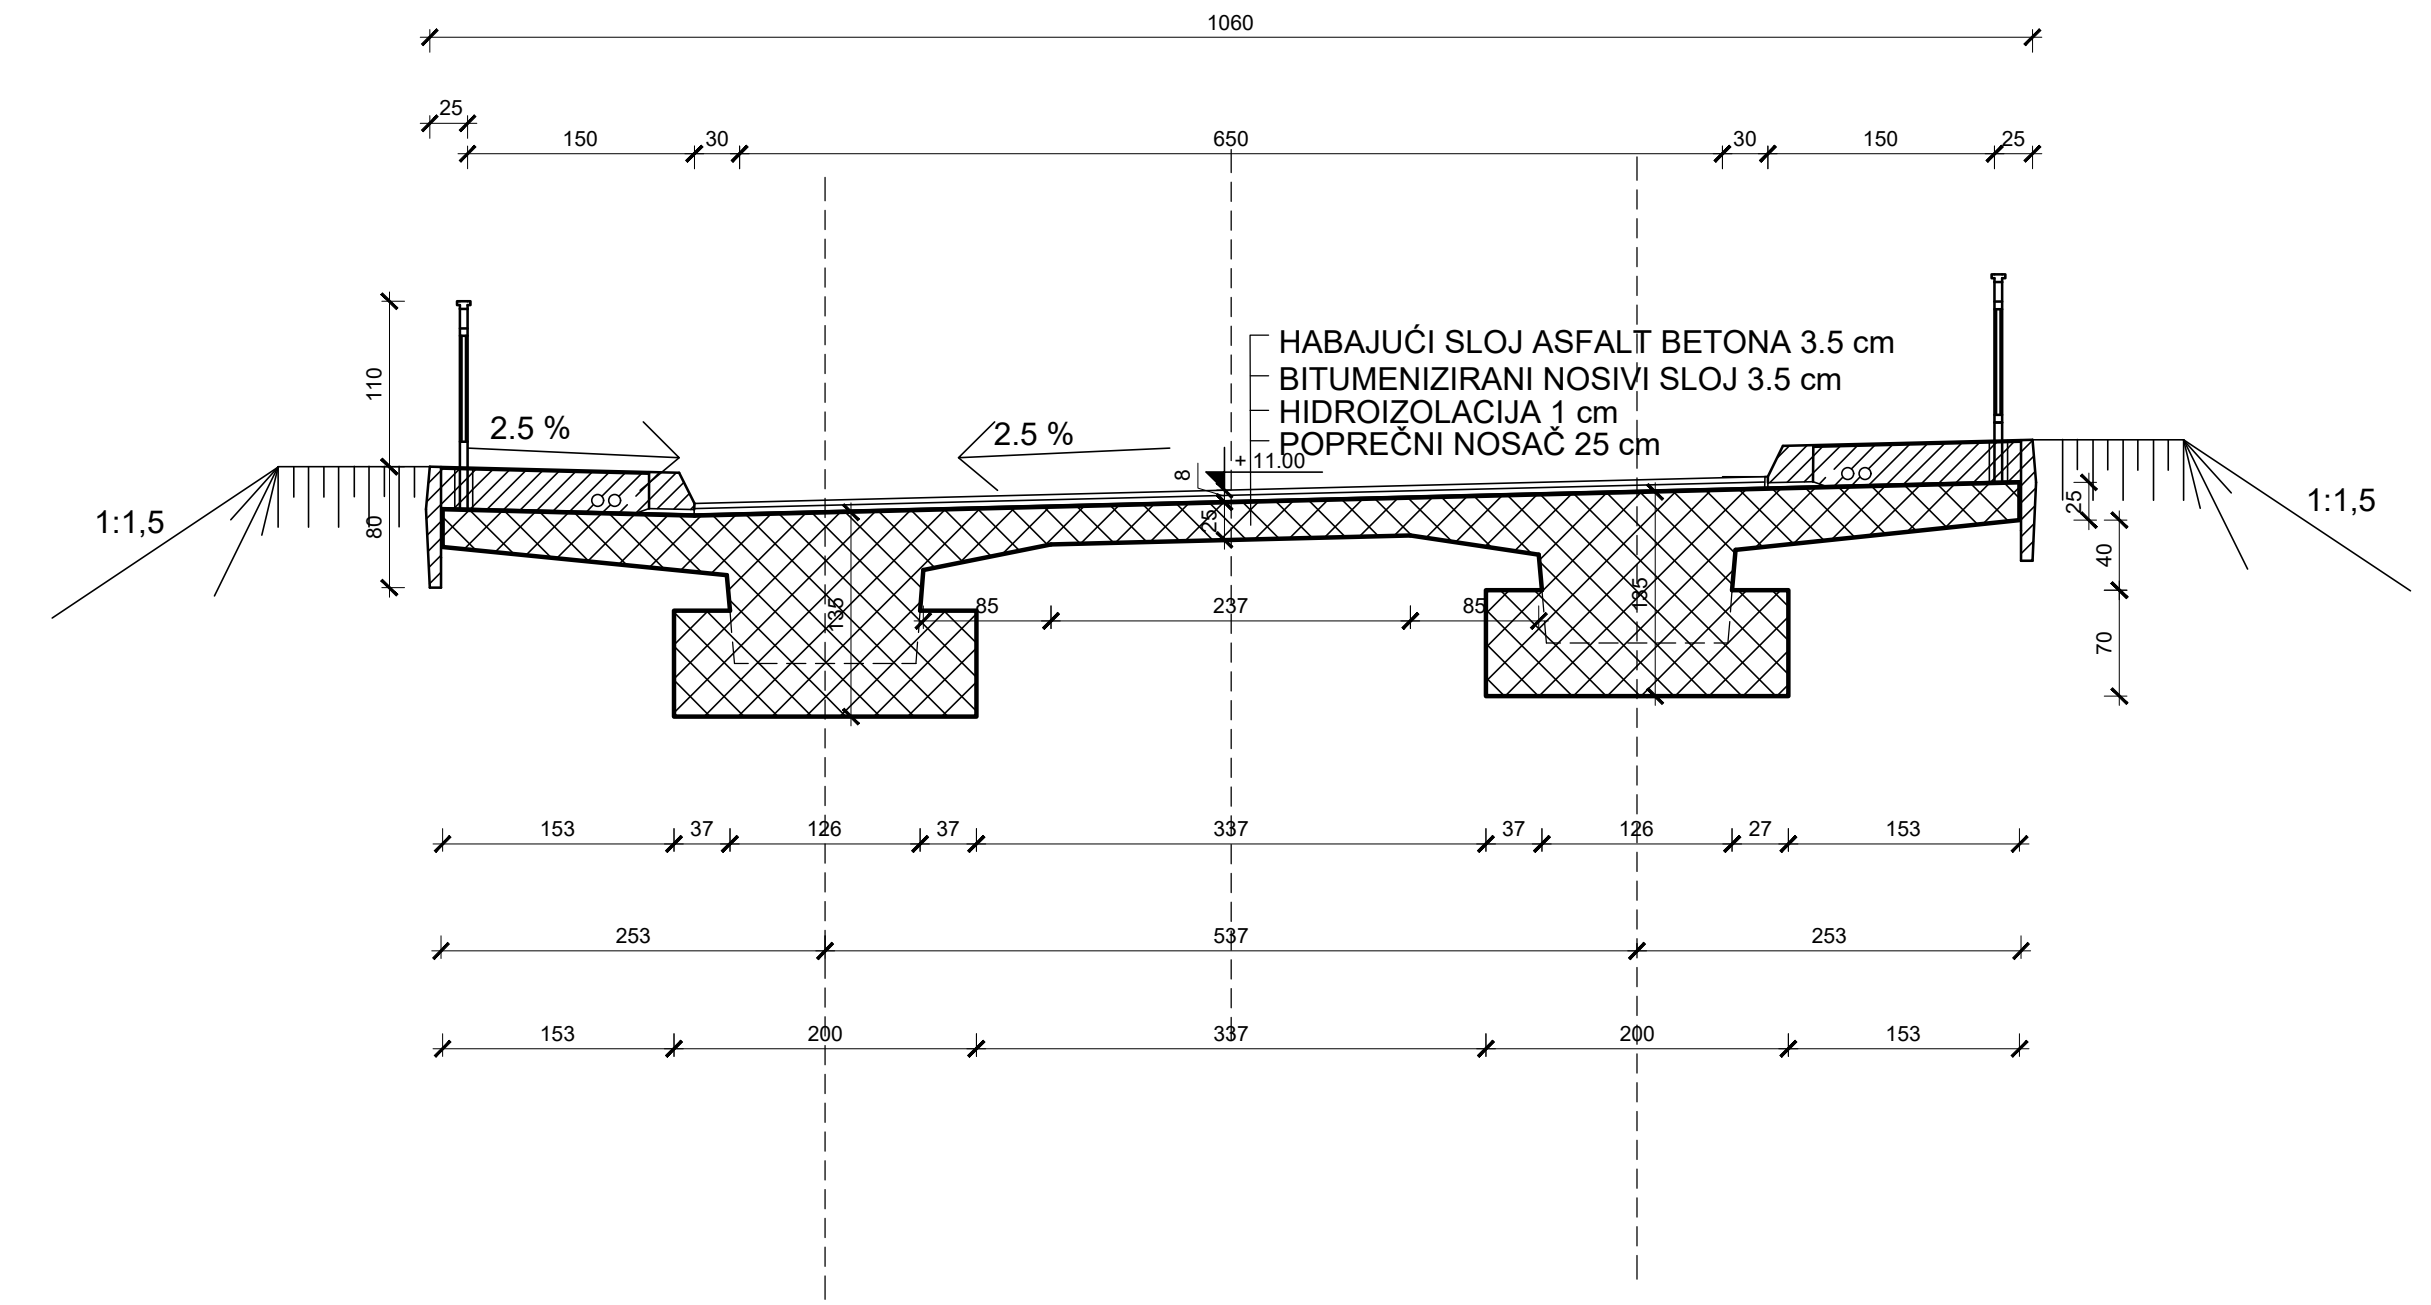 1060
25
150 30 650 30 150 25
HABAJUĆI SLOJ ASFALT BETONA 3.5 cm
BITUMENIZIRANI NOSIVI SLOJ 3.5 cm
HIDROIZOLACIJA 1 cm
POPREČNI NOSAČ 25 cm
110
2.5 % 2.5 %
+ 11.00
8
1:1,5
80
25
25
1:1,5
40
135
85 237 85
135
70
153 37 126 37 337 37 126 27 153
253 537 253
153 200 337 200 153